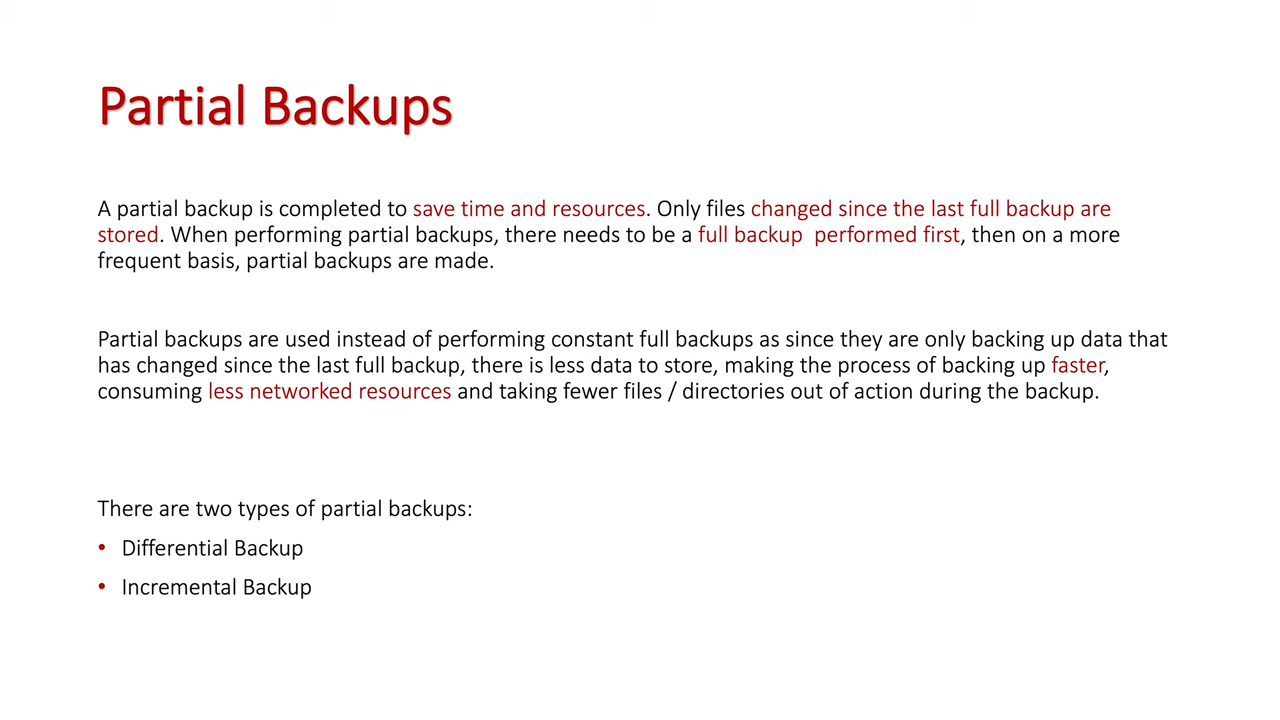 Partial Backups
A partial backup is completed to save time and resources. Only files changed since the last full backup are
stored. When performing partial backups, there needs to be a full backup  performed first, then on a more
frequent basis, partial backups are made.
Partial backups are used instead of performing constant full backups as since they are only backing up data that
has changed since the last full backup, there is less data to store, making the process of backing up faster,
consuming less networked resources and taking fewer files / directories out of action during the backup.
There are two types of partial backups:
• Differential Backup
• Incremental Backup